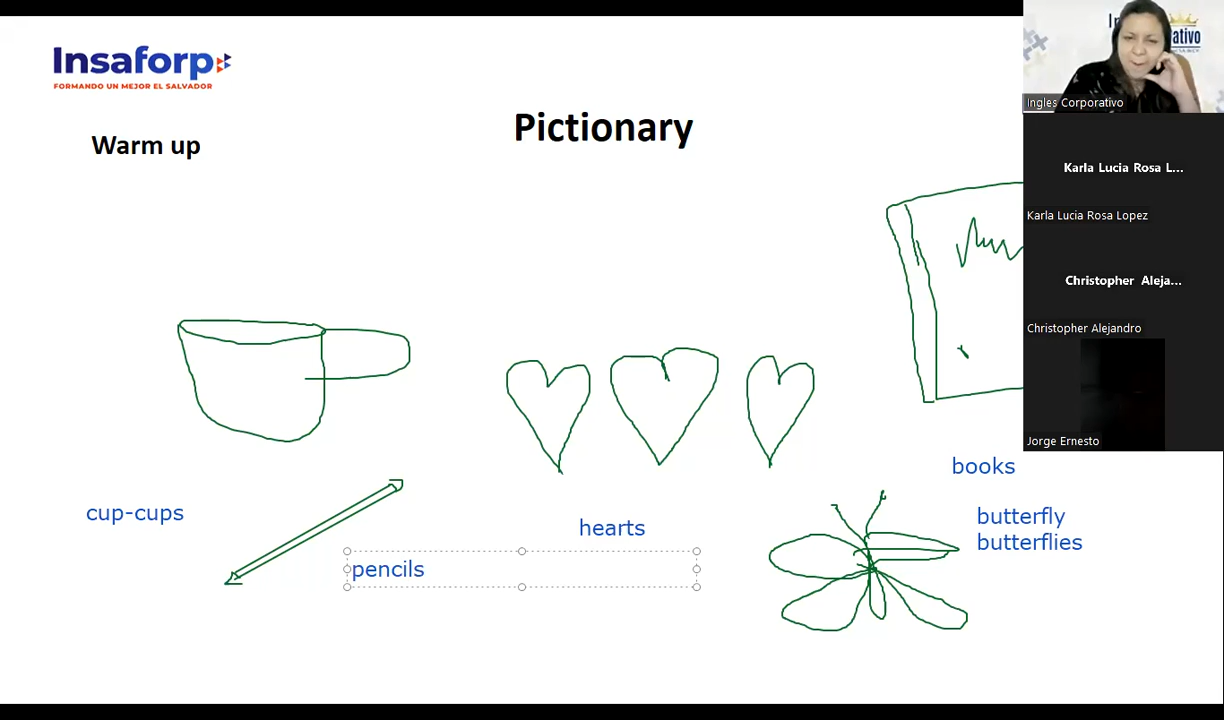 Insaforp
FORMANDO UN MEJOR EL SALVADOR
Warm up
Pictionary
Ingles Corporativo
Karla Lucia Rosa L...
Karla Lucia Rosa Lopez
Christopher Aleja...
Christopher Alejandro
Jorge Ernesto
cup-cups
hearts
pencils
books
butterfly
butterflies